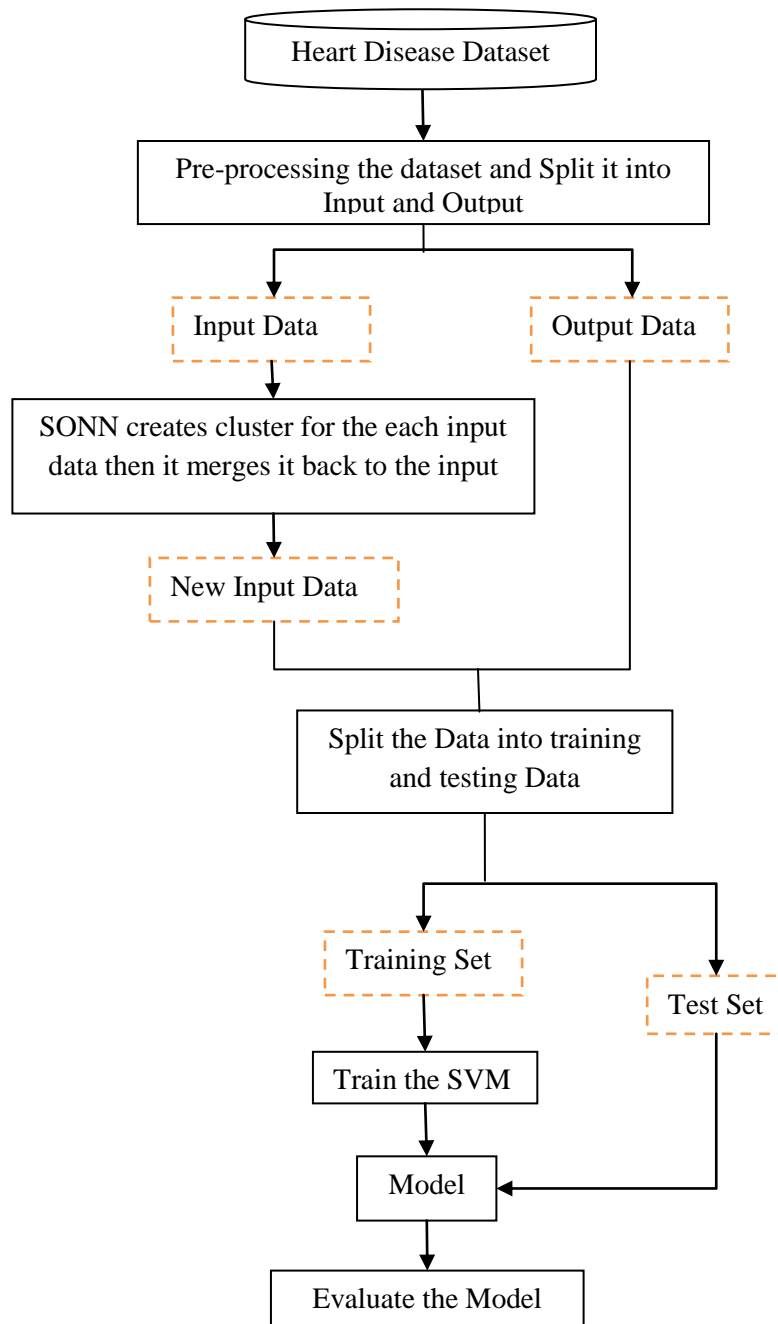 Heart Disease Dataset
Pre-processing the dataset and Split it into
Input and Output
Input Data
Output Data
SONN creates cluster for the each input
data then it merges it back to the input
New Input Data
Split the Data into training
and testing Data
Training Set
Test Set
Train the SVM
Model
Evaluate the Model